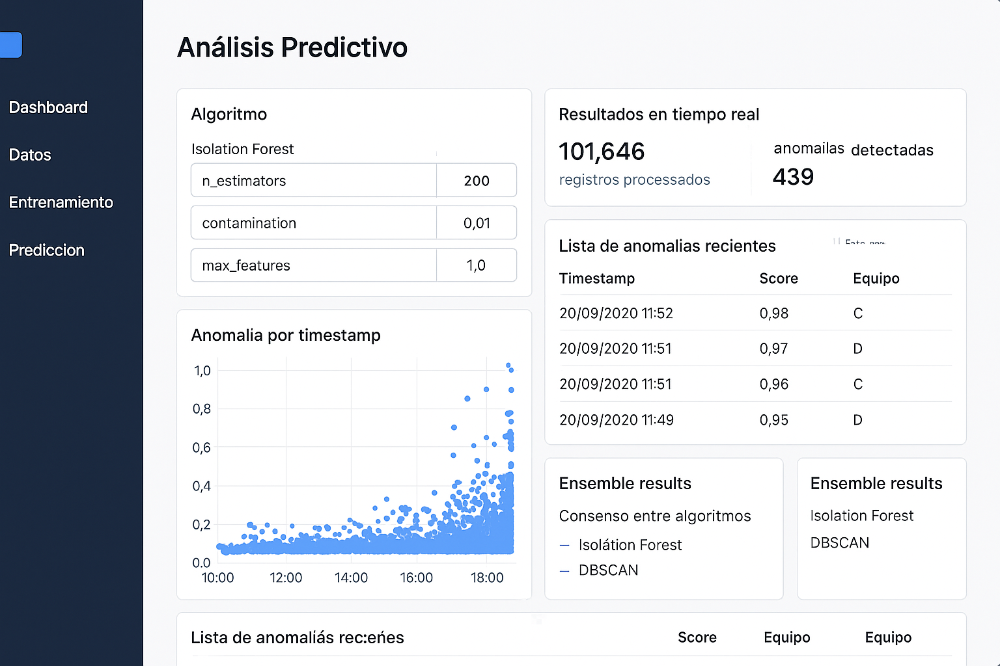 Análisis Predictivo
Dashboard
Datos
Entrenamiento
Prediccion
Algoritmo
Isolation Forest
n_estimators 200
contamination 0,01
max_features 1,0
Anomalia por timestamp
1,0
0,8
0,6
0,4
0,2
0.0
10:00 12:00 14:00 16:00 18:00
Resultados en tiempo real
101,646
registros processados
anomailas detectadas
439
Lista de anomalias recientes
Timestamp Score Equipo
20/09/2020 11:52 0,98 C
20/09/2020 11:51 0,97 D
20/09/2020 11:51 0,96 C
20/09/2020 11:49 0,95 D
Ensemble results
Consenso entre algoritmos
– Isolátion Forest
– DBSCAN
Ensemble results
Isolation Forest
DBSCAN
Lista de anomalíás rec:eńes Score Equipo Equipo